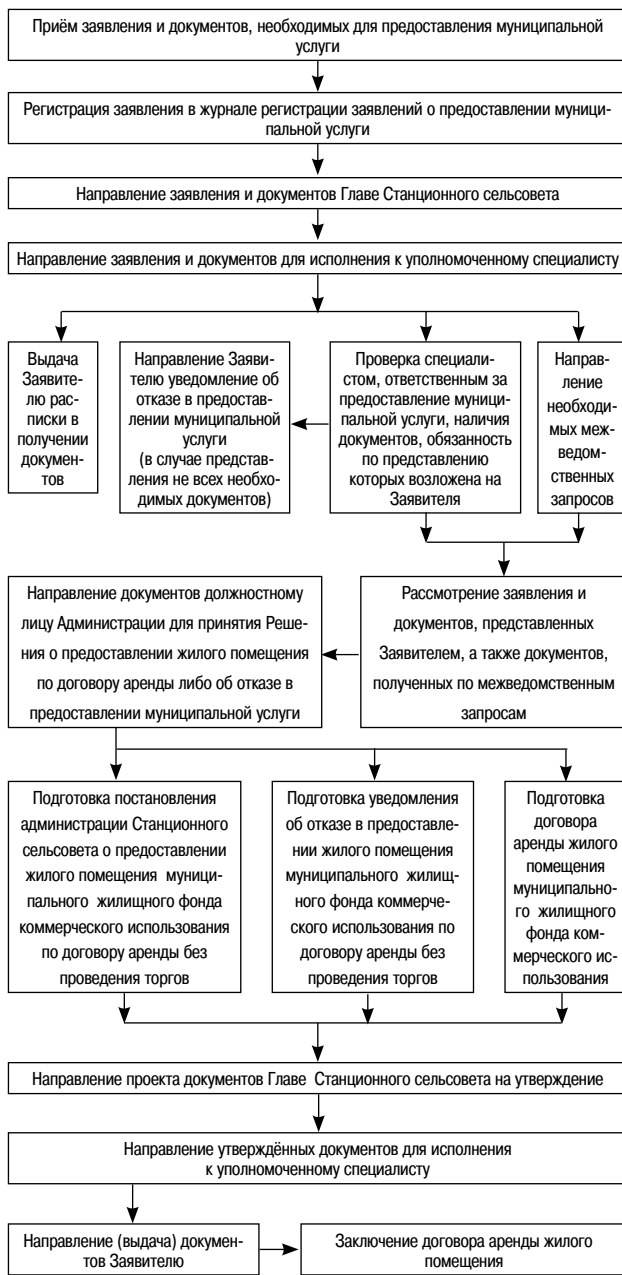 Приём заявления и документов, необходимых для предоставления муниципальной
услуги
Регистрация заявления в журнале регистрации заявлений о предоставлении муници-
пальной услуги
Направление заявления и документов Главе Станционного сельсовета
Направление заявления и документов для исполнения к уполномоченному специалисту
Выдача
Заявите-
лю рас-
писки в
получении
докумен-
тов
Направление Заяви-
телю уведомление об
отказе в предостав-
лении муниципальной
услуги
(в случае представ-
ления не всех необхо-
димых документов)
Проверка специали-
стом, ответственным за
предоставление муници-
пальной услуги, наличия
документов, обязанность
по представлению
которых возложена на
Заявителя
Направ-
ление
необходи-
мых меж-
ведом-
ственных
запросов
Направление документов должностному
лицу Администрации для принятия Реше-
ния о предоставлении жилого помещения
по договору аренды либо об отказе в
предоставлении муниципальной услуги
Рассмотрение заявления и
документов, представленных
Заявителем, а также документов,
полученных по межведомственным
запросам
Подготовка постановления
администрации Станционного
сельсовета о предоставлении
жилого помещения муници-
пального жилищного фонда
коммерческого использования
по договору аренды без
проведения торгов
Подготовка уведомления
об отказе в предоставле-
нии жилого помещения
муниципального жилищ-
ного фонда коммерче-
ского использования по
договору аренды без
проведения торгов
Подготовка
договора
аренды жилого
помещения
муниципально-
го жилищного
фонда ком-
мерческого ис-
пользования
Направление проекта документов Главе Станционного сельсовета на утверждение
Направление утверждённых документов для исполнения
к уполномоченному специалисту
Направление (выдача) докумен-
тов Заявителю
Заключение договора аренды жилого
помещения